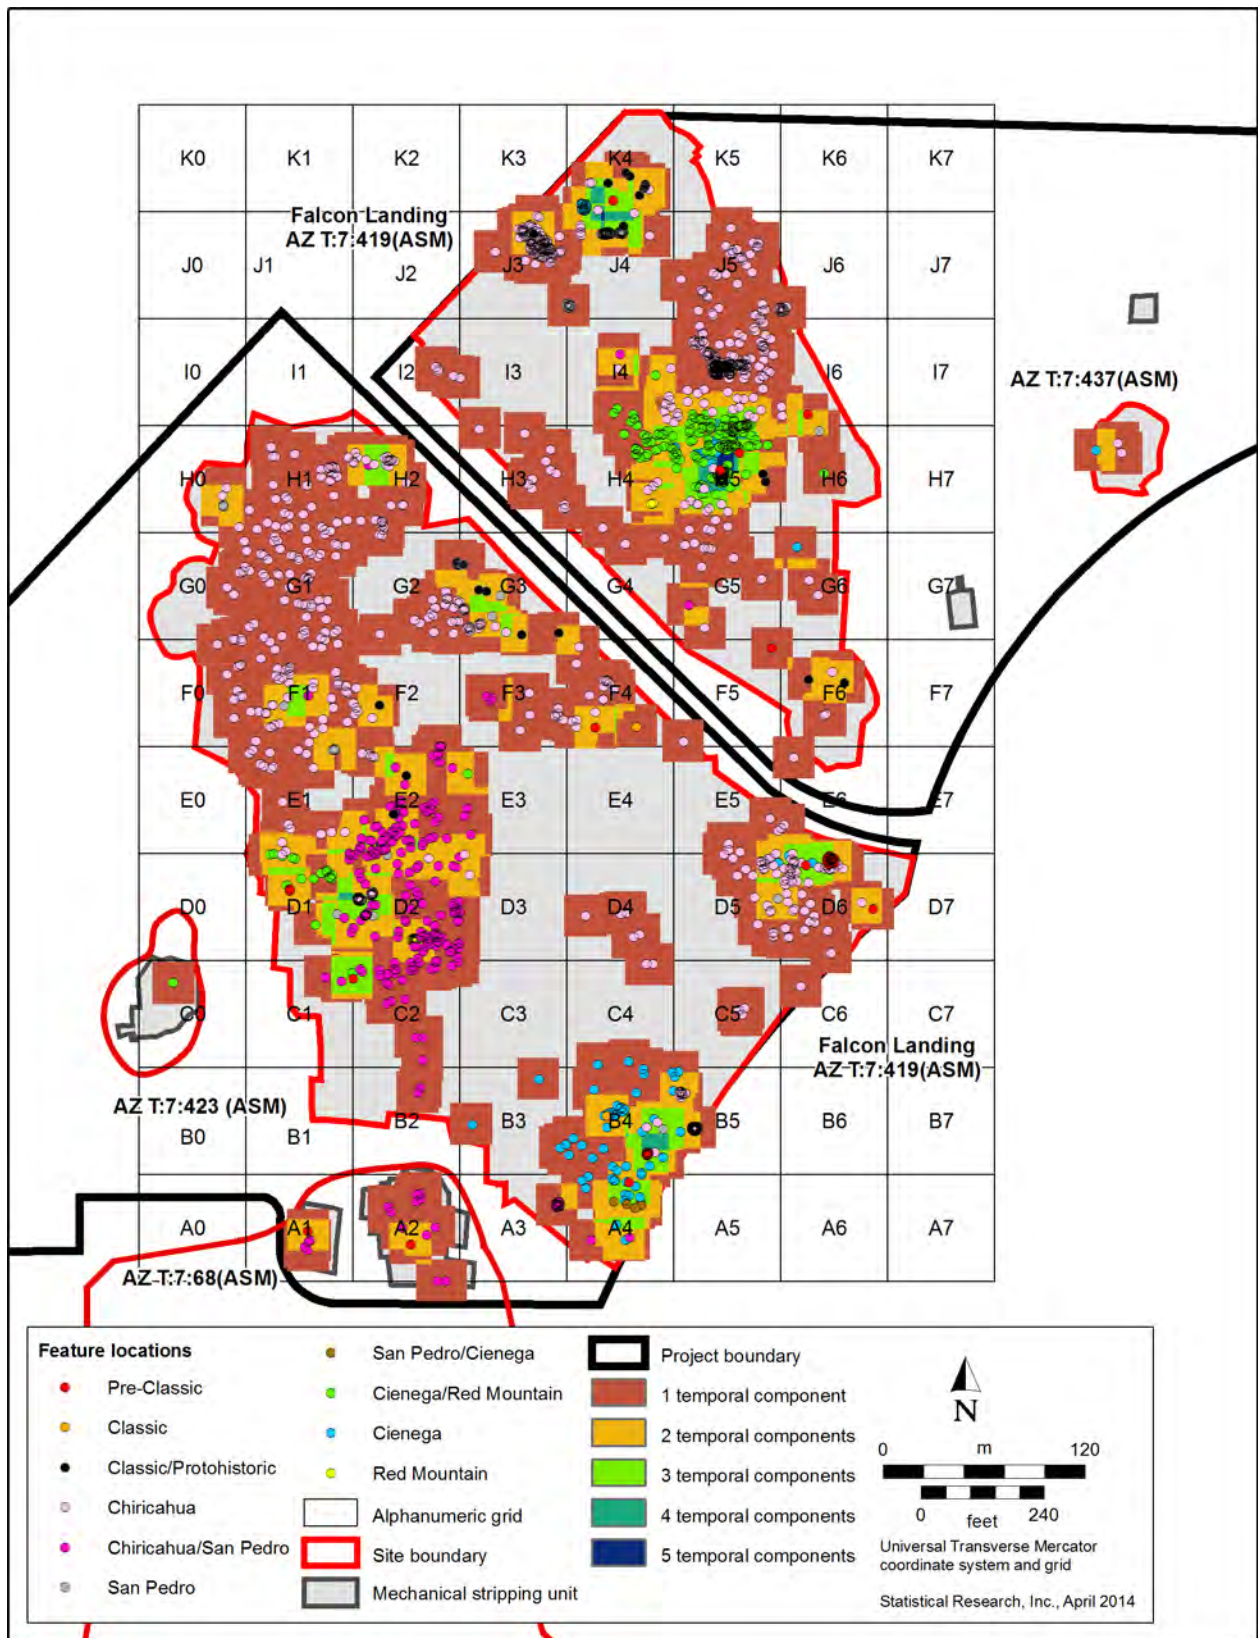 K0 K1 K2 K3 K4 K5 K6 K7
Falcon Landing
AZ T:7:419(ASM)
J0 J1 J2 J3 J4 J5 J6 J7
I0 I1 I2 I3 I4 I6 I7
AZ T:7:437(ASM)
H0 H1 H2 H3 H4 H5 H6 H7
G0 G1 G2 G3 G4 G5 G6 G7
F0 F1 F2 F3 F4 F5 F6 F7
E0 E1 E2 E3 E4 E5 E6 E7
D0 D1 D2 D3 D4 D5 D6 D7
C0 C1 C2 C3 C4 C5 C6 C7
Falcon Landing
AZ T:7:419(ASM)
AZ T:7:423 (ASM)
B0 B1 B2 B3 B4 B5 B6 B7
A0 A1 A2 A3 A4 A5 A6 A7
AZ T:7:68(ASM)
Feature locations
Pre-Classic
Classic
Classic/Protohistoric
Chiricahua
Chiricahua/San Pedro
San Pedro
San Pedro/Cienega
Cienega/Red Mountain
Cienega
Red Mountain
Alphanumeric grid
Site boundary
Mechanical stripping unit
Project boundary
1 temporal component
2 temporal components
3 temporal components
4 temporal components
5 temporal components
N
0 m 120
0 feet 240
Universal Transverse Mercator
coordinate system and grid
Statistical Research, Inc., April 2014